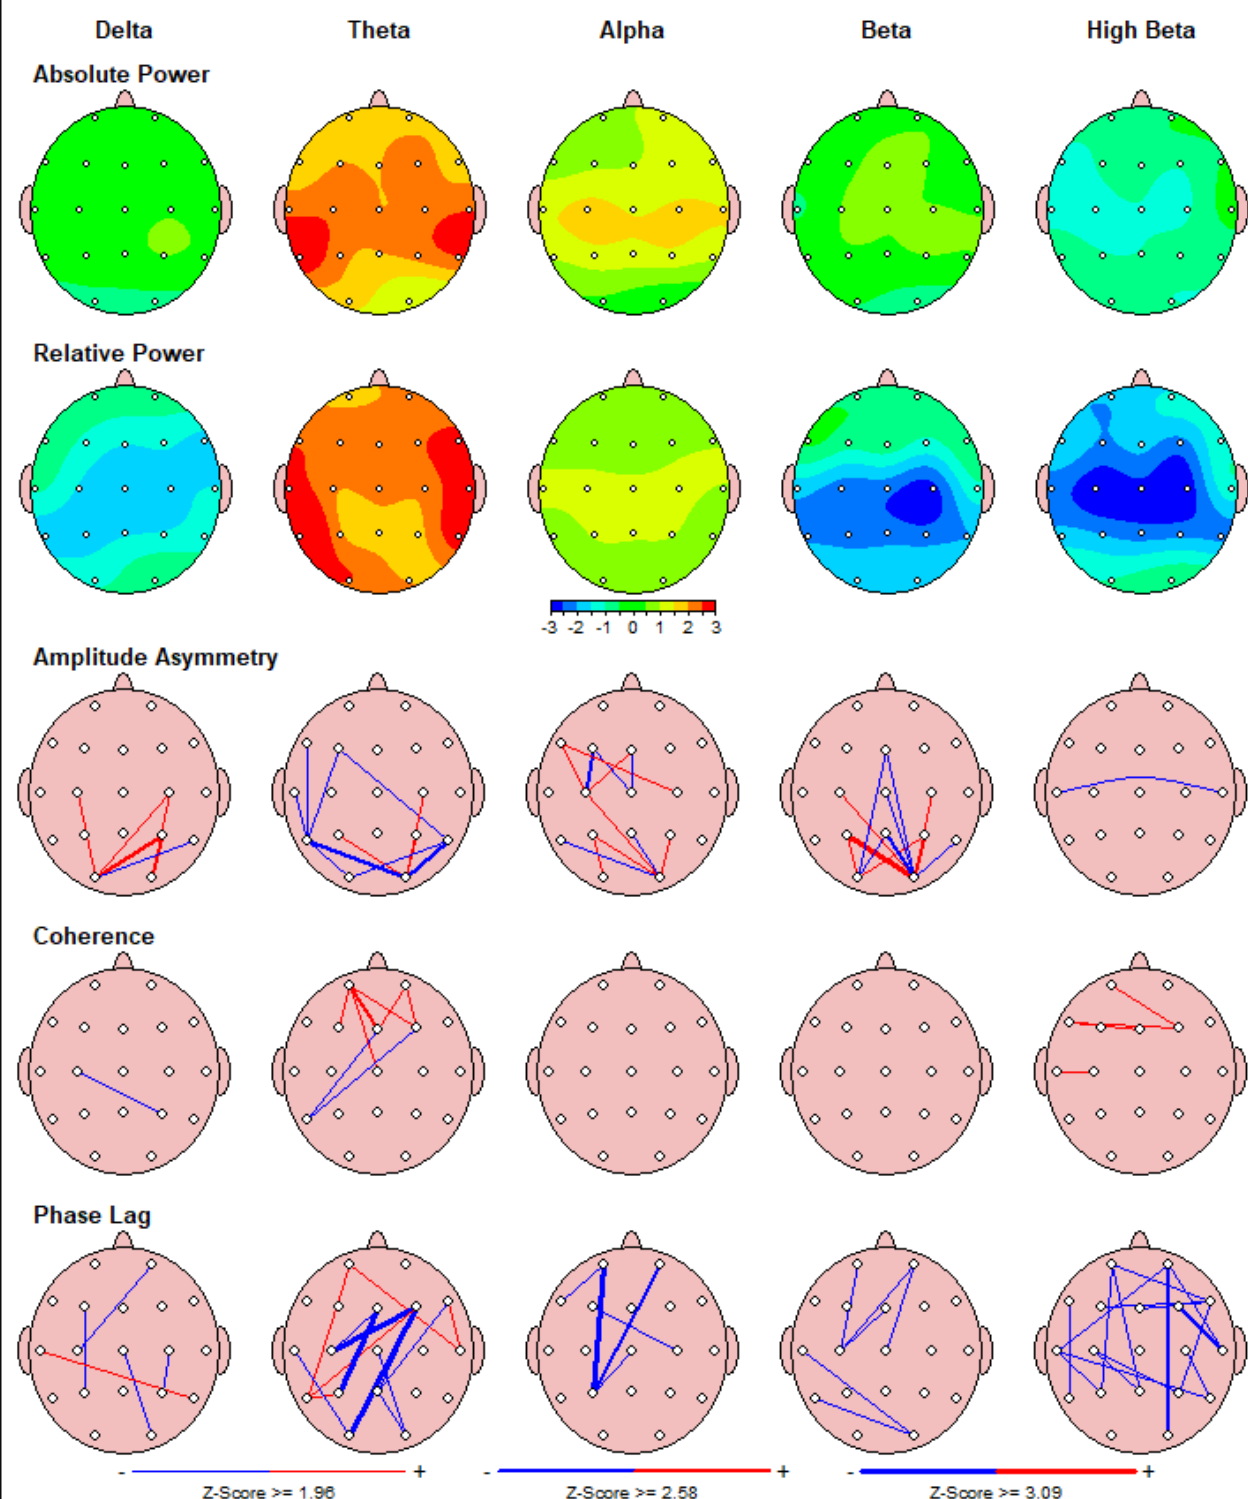 Delta Theta Alpha Beta High Beta
Absolute Power
Relative Power
-3 -2 -1 0 1 2 3
Amplitude Asymmetry
Coherence
Phase Lag
- + - + - +
Z-Score >= 1.96 Z-Score >= 2.58 Z-Score >= 3.09